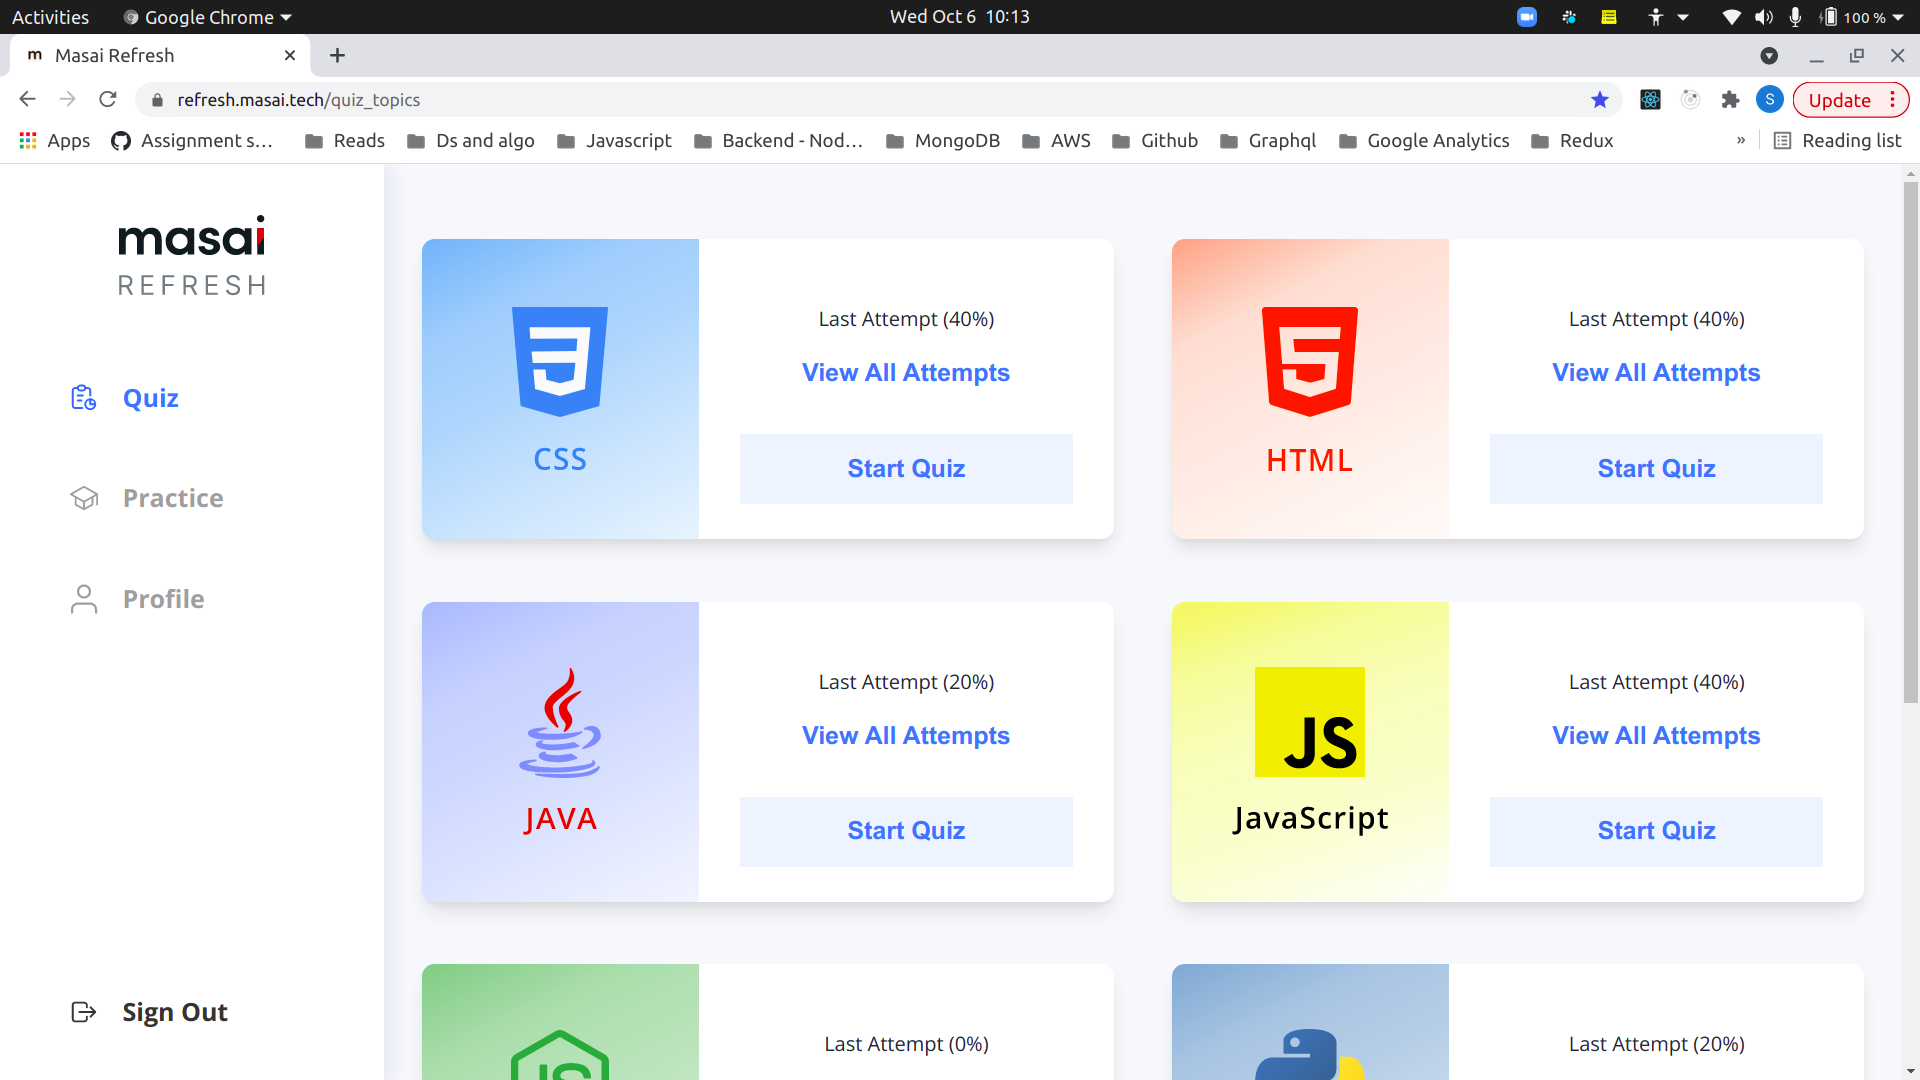 Activities
Google Chrome
Wed Oct 6 10:13
100 %
m
Masai Refresh
refresh.masai.tech/quiz_topics
S
Update
Apps
Assignment s...
Reads
Ds and algo
Javascript
Backend - Nod...
MongoDB
AWS
Github
Graphql
Google Analytics
Redux
»
Reading list
masai
REFRESH
Quiz
Practice
Profile
Sign Out
CSS
Last Attempt (40%)
View All Attempts
Start Quiz
HTML
Last Attempt (40%)
View All Attempts
Start Quiz
JAVA
Last Attempt (20%)
View All Attempts
Start Quiz
JS
JavaScript
Last Attempt (40%)
View All Attempts
Start Quiz
JS
Last Attempt (0%)
Last Attempt (20%)